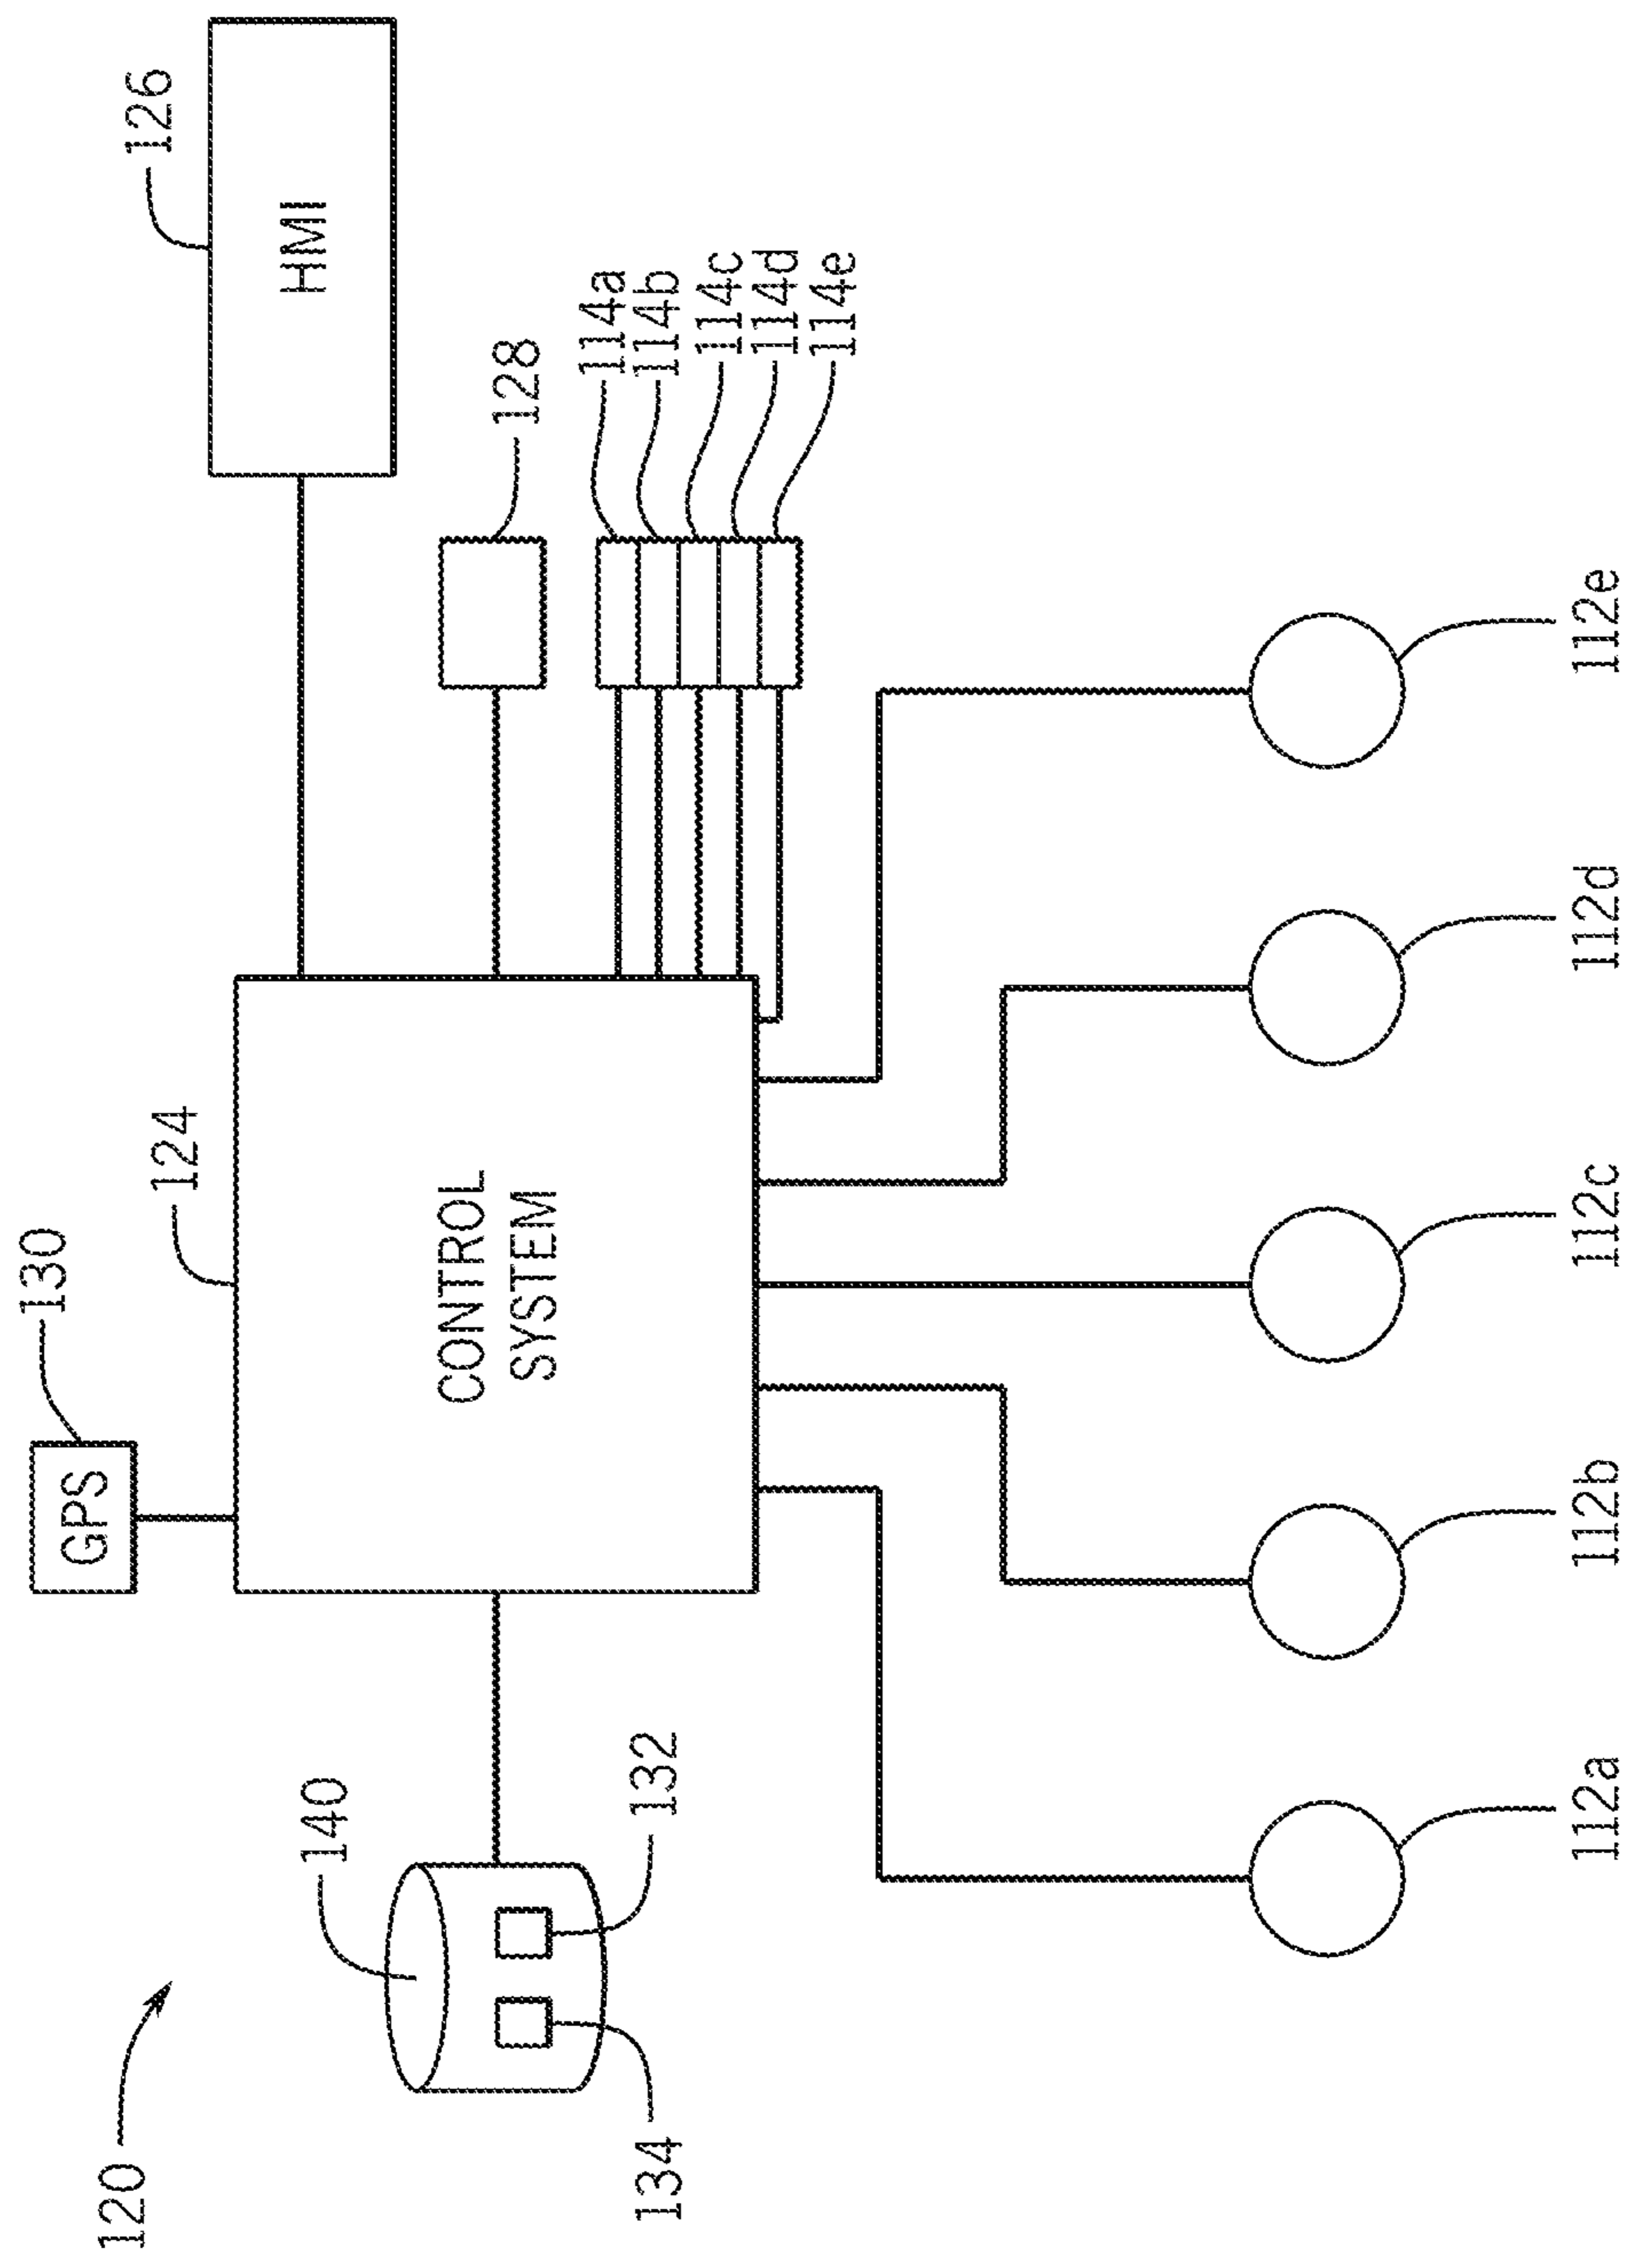 120
130
GPS
124
126
HMI
140
132
134
CONTROL
SYSTEM
128
114a
114b
114c
114d
114e
112a
112b
112c
112d
112e